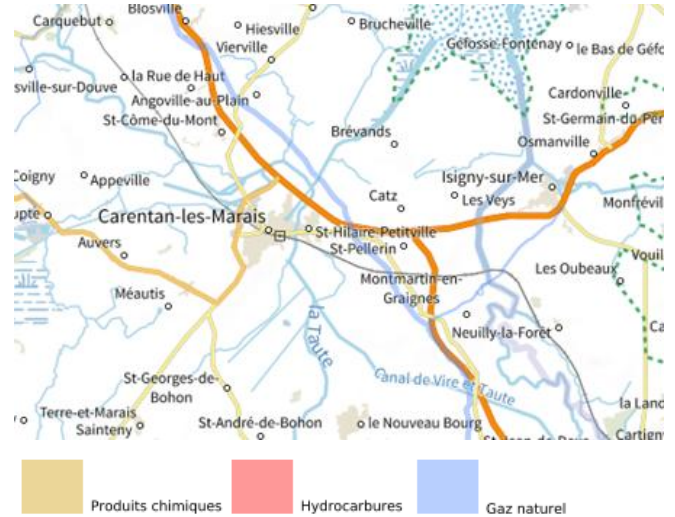 Blosville
Carquebut
Hiesville
Brucheville
Vierville
Géfosse-Fontenay
le Bas de Géfo
la Rue de Haut
sville-sur-Douve
Angoville-au-Plain
Cardonville
St-Côme-du-Mont
St-Germain-du-Per
Brévands
Osmanville
Coigny
Appeville
Isigny-sur-Mer
Catz
Les Veys
Monfrévil
upté
Carentan-les-Marais
St-Hilaire-Petitville
Auvers
St-Pellerin
Vouil
Les Oubeaux
Montmartin-en-
Graignes
Méautis
la Taute
Neuilly-la-Forêt
Ca
St-Georges-de-
Bohon
Canal de Vire et Taute
Terre-et-Marais
Sainteny
St-André-de-Bohon
le Nouveau Bourg
la Land
Cartigny
Produits chimiques
Hydrocarbures
Gaz naturel